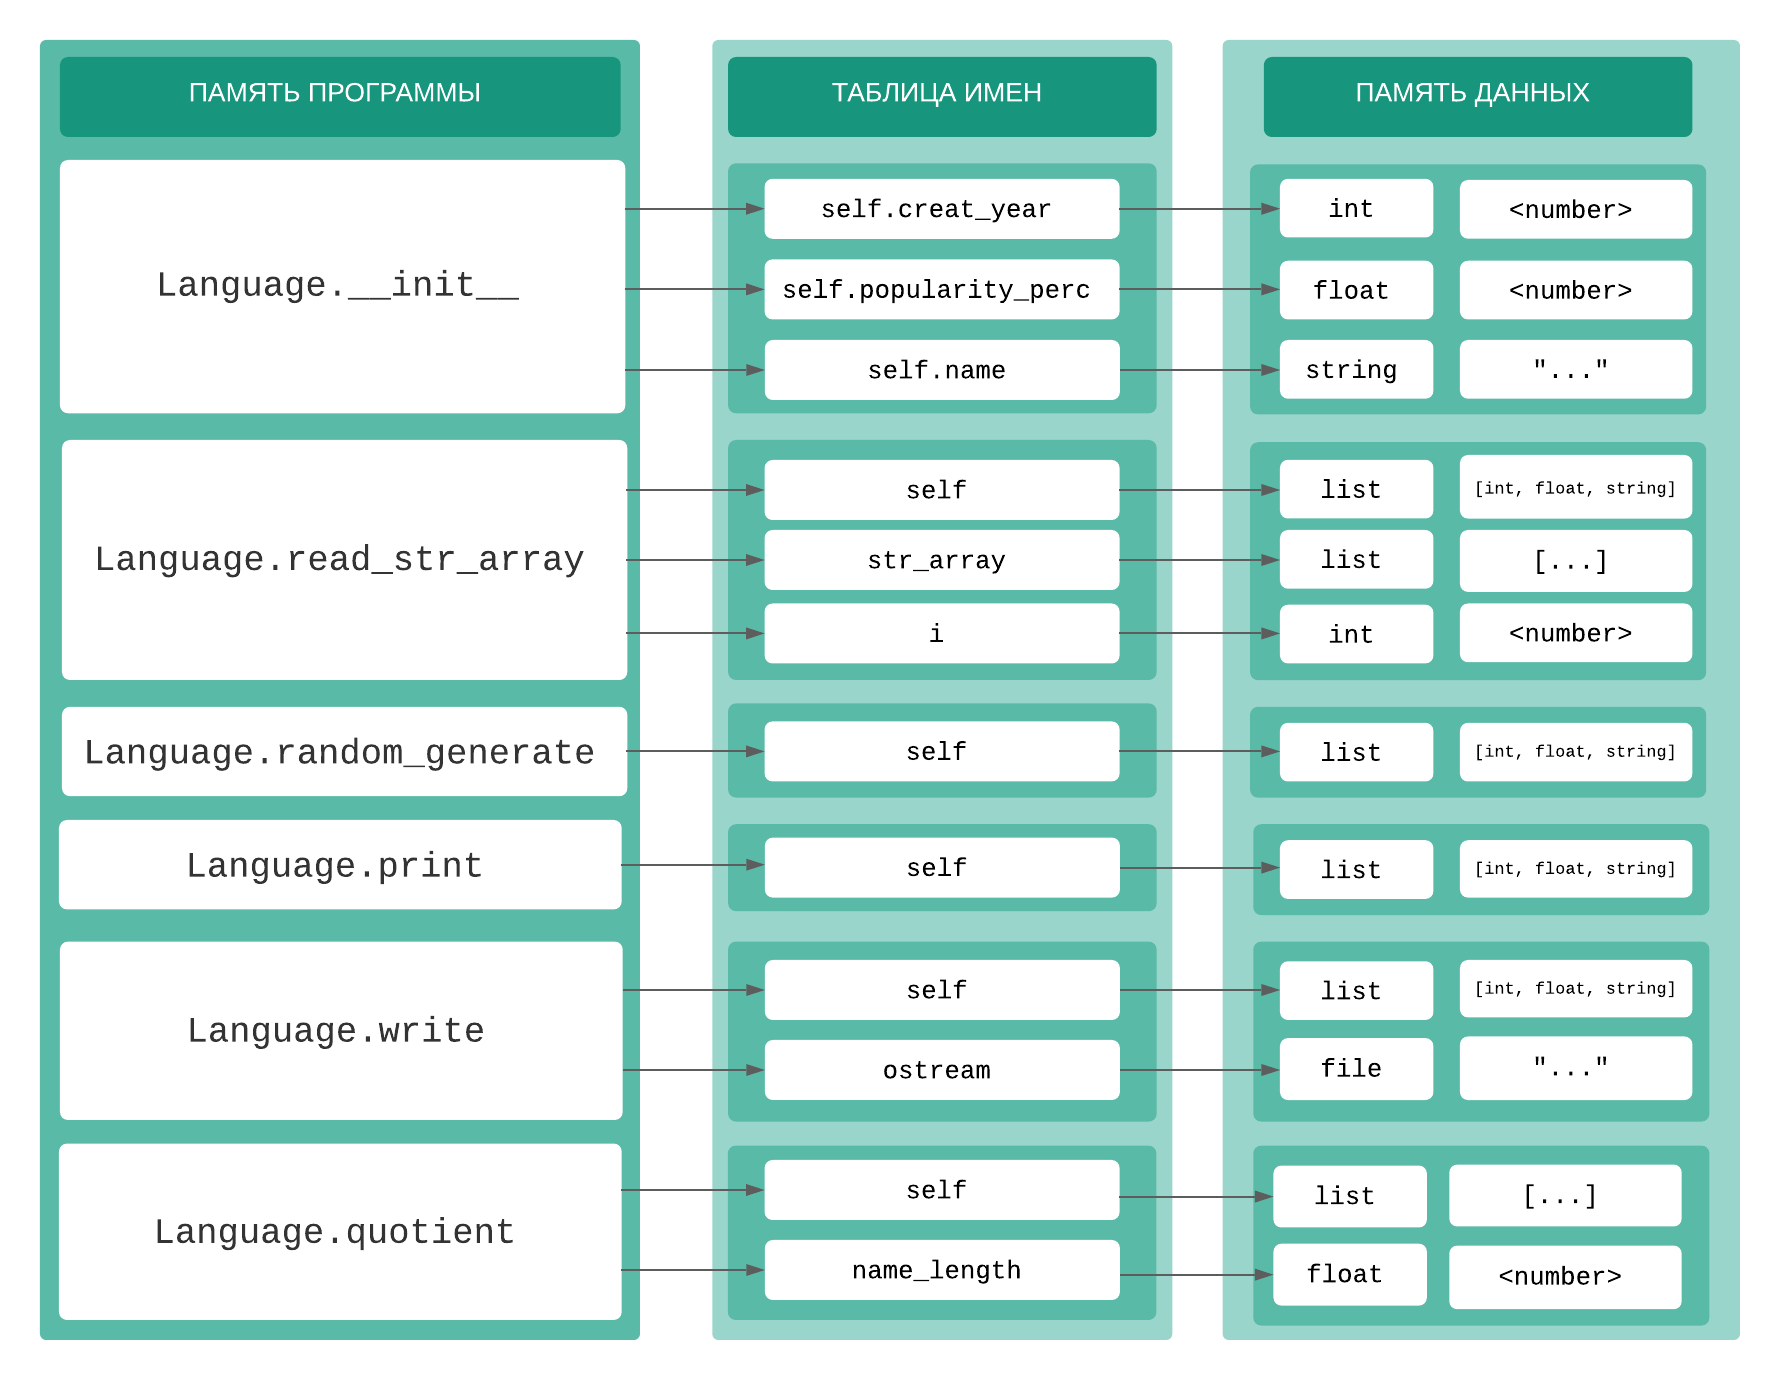 ПАМЯТЬ ПРОГРАММЫ
ТАБЛИЦА ИМЕН
ПАМЯТЬ ДАННЫХ
Language.__init__
self.creat_year
int
<number>
self.popularity_perc
float
<number>
self.name
string
"..."
Language.read_str_array
self
list
[int, float, string]
str_array
list
[...]
i
int
<number>
Language.random_generate
self
list
[int, float, string]
Language.print
self
list
[int, float, string]
Language.write
self
list
[int, float, string]
ostream
file
"..."
Language.quotient
self
list
[...]
name_length
float
<number>